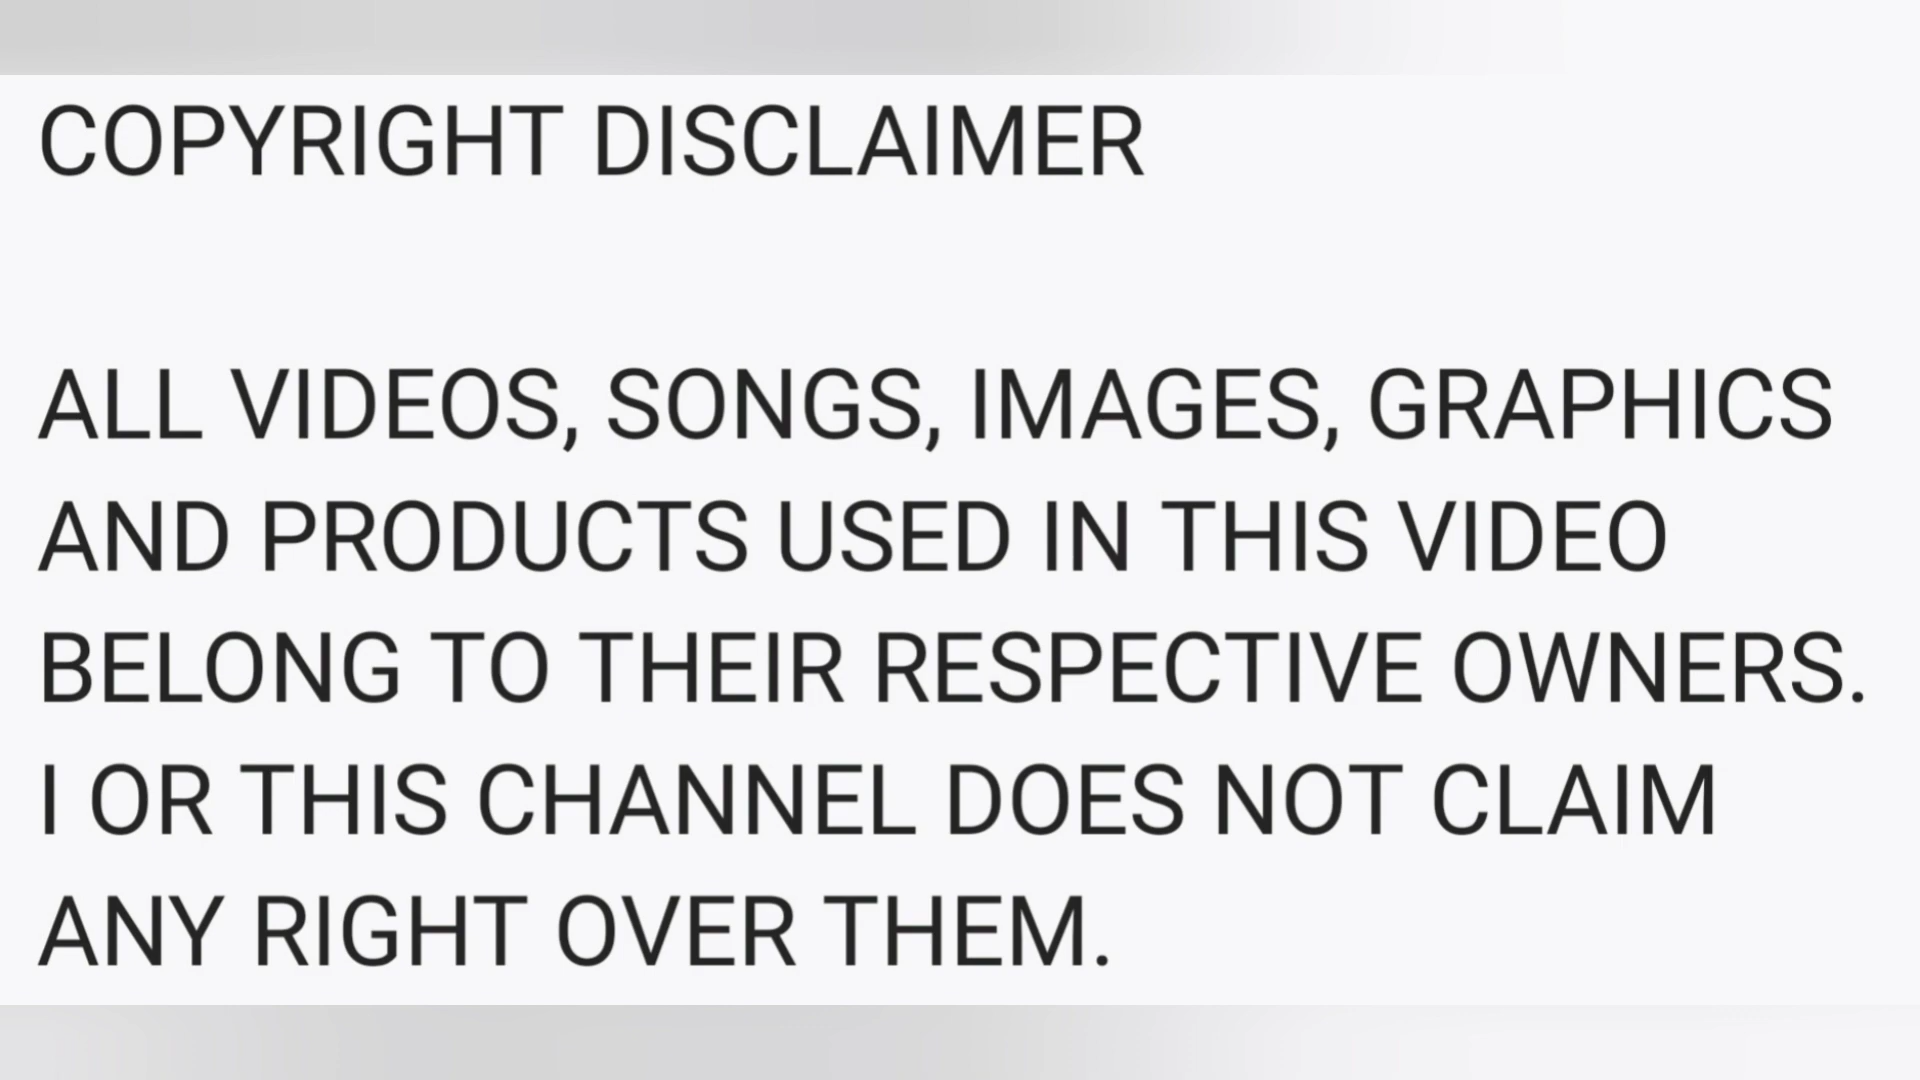 COPYRIGHT DISCLAIMER
ALL VIDEOS, SONGS, IMAGES, GRAPHICS
AND PRODUCTS USED IN THIS VIDEO
BELONG TO THEIR RESPECTIVE OWNERS.
I OR THIS CHANNEL DOES NOT CLAIM
ANY RIGHT OVER THEM.